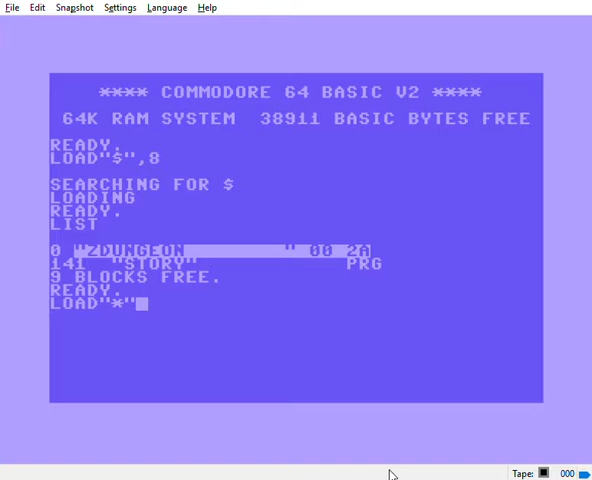 File Edit Snapshot Settings Language Help
**** COMMODORE 64 BASIC V2 ****
64K RAM SYSTEM 38911 BASIC BYTES FREE
READY.
LOAD"$",8
SEARCHING FOR $
LOADING
READY.
LIST
0 "ZDUNGEON " 00 2A
141 "STORY" PRG
9 BLOCKS FREE.
READY.
LOAD"*"
Tape: 000